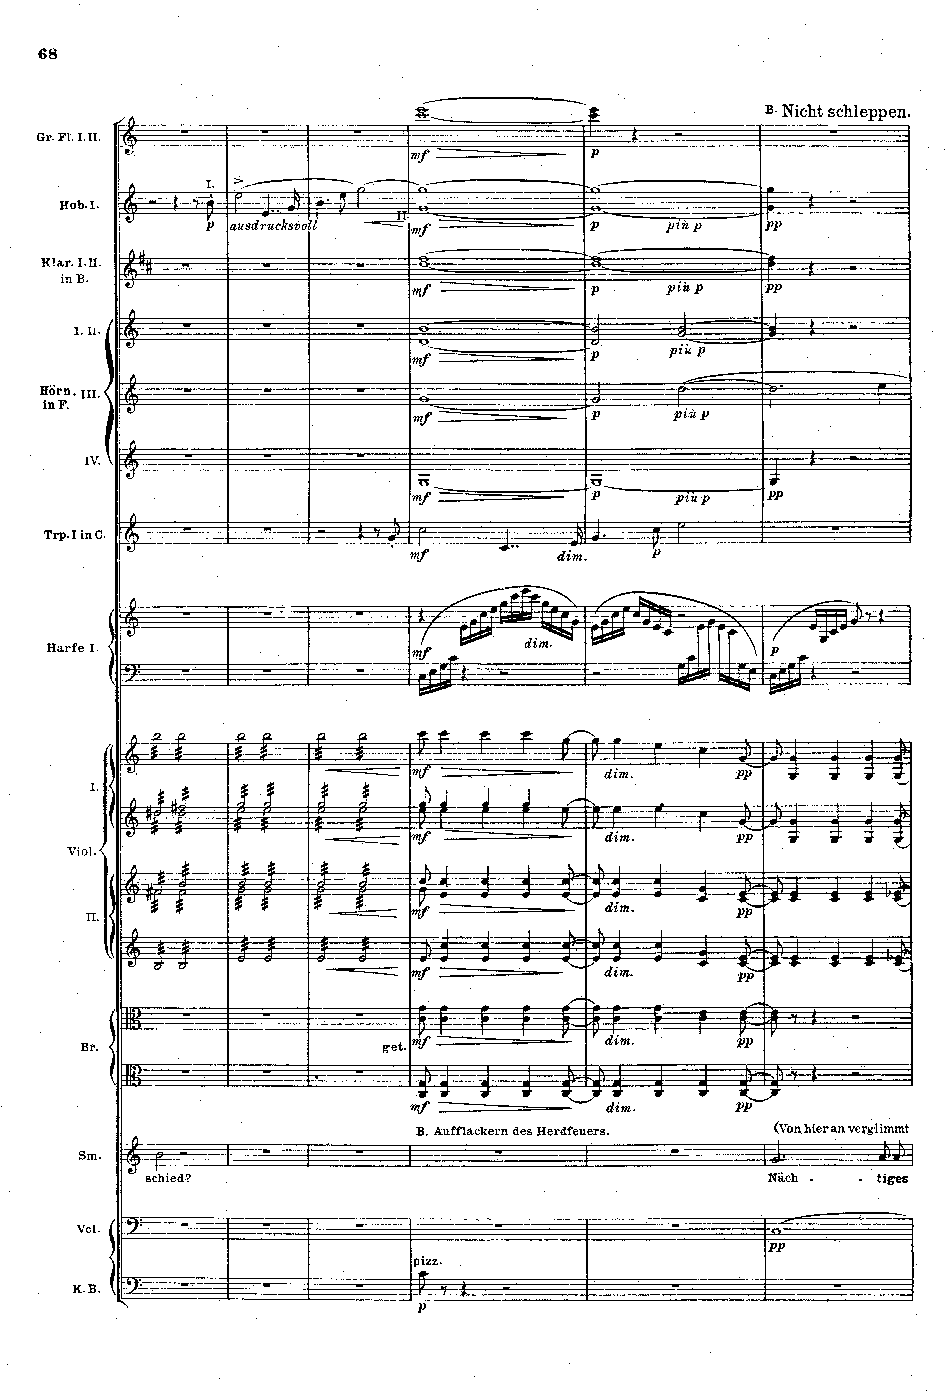 68
B. Nicht schleppen.
Gr. Fl. I. II.
mf p
I.
Hob. I.
p ausdrucksvoll II. mf p più p pp
Klar. I. II.
in B.
mf p più p pp
I. II.
mf p più p
Hörn. III.
in F.
mf p più p
IV.
mf p più p pp
Trp. I in C.
mf dim. p
Harfe I.
mf dim. p
I.
mf dim. pp
mf dim. pp
Viol.
II.
mf dim. pp
mf dim. pp
Br.
get. mf dim. pp
mf dim. pp
B. Aufflackern des Herdfeuers. (Von hier an verglimmt
Sm.
schied? Näch - - tiges
Vcl.
pp
pizz.
K. B.
p